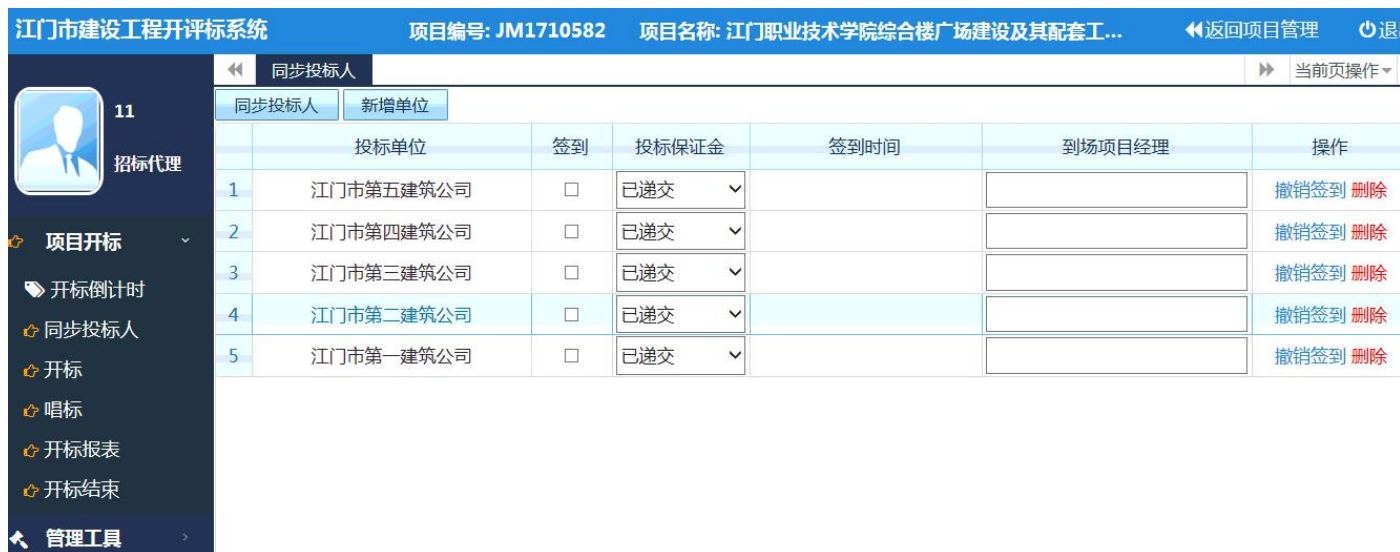 江门市建设工程开评标系统 项目编号: JM1710582 项目名称: 江门职业技术学院综合楼广场建设及其配套工... 返回项目管理 退
同步投标人 当前页操作
11
招标代理
同步投标人 新增单位
投标单位 签到 投标保证金 签到时间 到场项目经理 操作
1 江门市第五建筑公司 已递交 撤销签到 删除
2 江门市第四建筑公司 已递交 撤销签到 删除
3 江门市第三建筑公司 已递交 撤销签到 删除
4 江门市第二建筑公司 已递交 撤销签到 删除
5 江门市第一建筑公司 已递交 撤销签到 删除
项目开标
开标倒计时
同步投标人
开标
唱标
开标报表
开标结束
管理工具